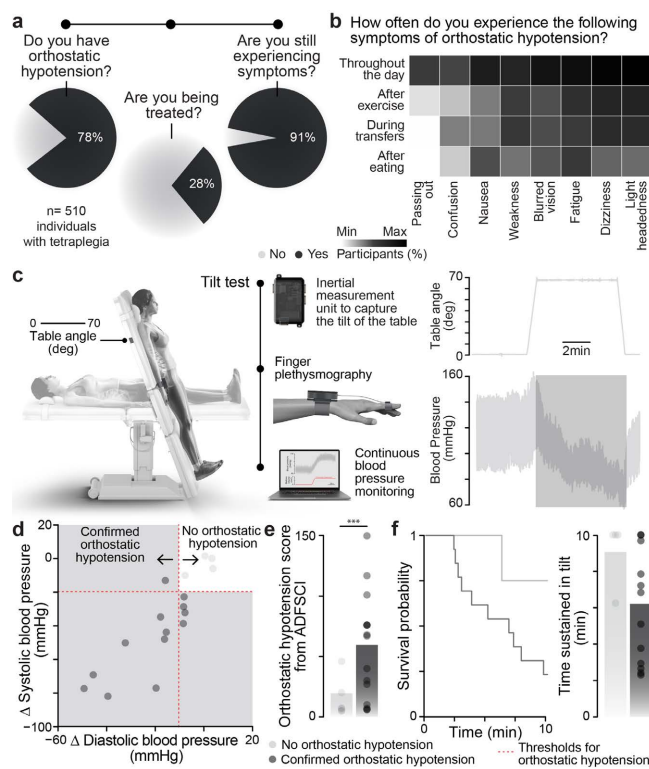 a
Do you have
orthostatic
hypotension?
78%
n= 510
individuals
with tetraplegia
Are you being
treated?
28%
Are you still
experiencing
symptoms?
91%
No
Yes
b
How often do you experience the following
symptoms of orthostatic hypotension?
Throughout
the day
After
exercise
During
transfers
After
eating
Passing
out
Confusion
Nausea
Weakness
Blurred
vision
Fatigue
Dizziness
Light
headedness
Min
Max
Participants (%)
c
0
70
Table angle
(deg)
Tilt test
Inertial
measurement
unit to capture
the tilt of the table
Finger
plethysmography
Continuous
blood
pressure
monitoring
70
Table angle
(deg)
0
2min
160
Blood Pressure
(mmHg)
60
d
20
0
−100
Δ Systolic blood pressure
(mmHg)
Confirmed
orthostatic
hypotension
No orthostatic
hypotension
−60
Δ Diastolic blood pressure
(mmHg)
20
e
150
Orthostatic hypotension score
from ADFSCI
0
***
f
1
Survival probability
0
0
Time (min)
10
10
Time sustained in tilt
(min)
0
No orthostatic hypotension
Confirmed orthostatic hypotension
Thresholds for
orthostatic hypotension